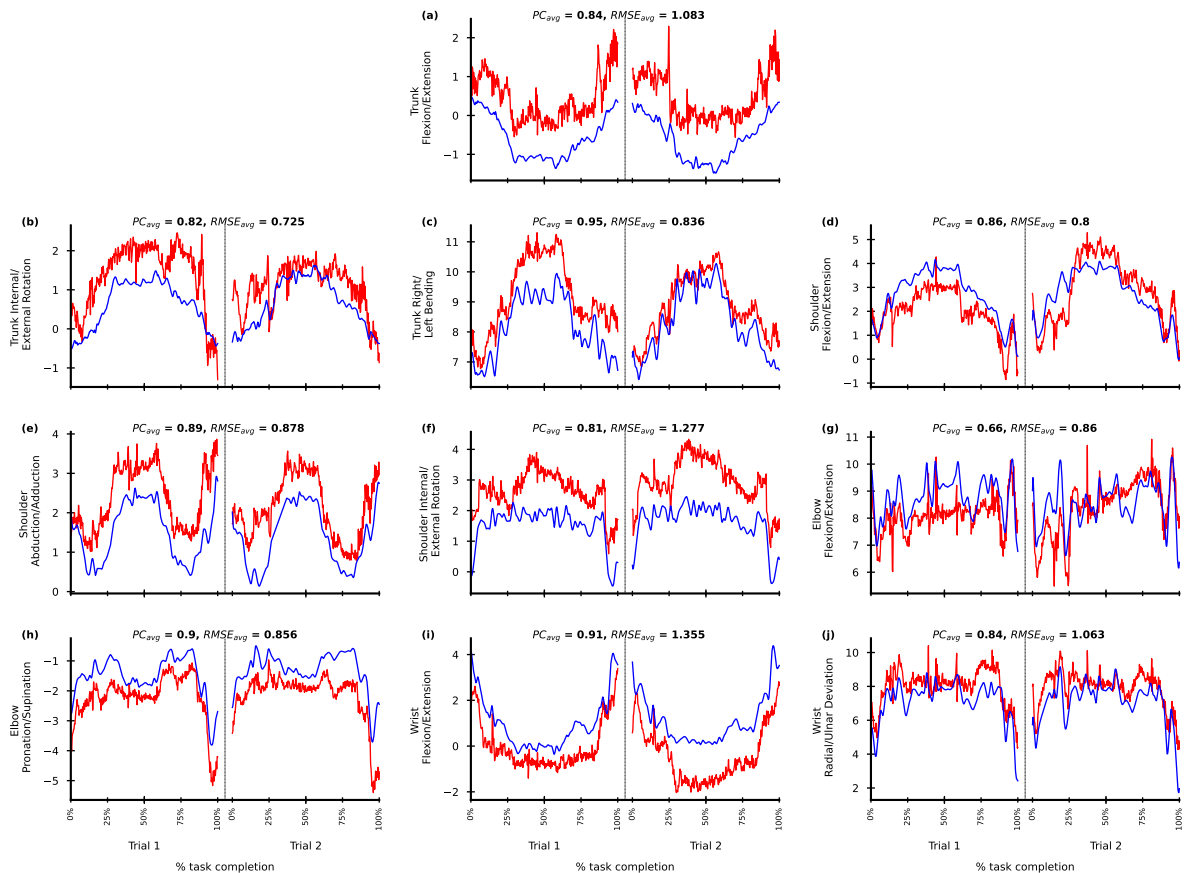 (a) PCavg = 0.84, RMSEavg = 1.083
Trunk
Flexion/Extension
2
1
0
−1
(b) PCavg = 0.82, RMSEavg = 0.725
Trunk Internal/
External Rotation
2
1
0
−1
(c) PCavg = 0.95, RMSEavg = 0.836
Trunk Right/
Left Bending
11
10
9
8
7
(d) PCavg = 0.86, RMSEavg = 0.8
Shoulder
Flexion/Extension
5
4
3
2
1
0
−1
(e) PCavg = 0.89, RMSEavg = 0.878
Shoulder
Abduction/Adduction
4
3
2
1
0
(f) PCavg = 0.81, RMSEavg = 1.277
Shoulder Internal/
External Rotation
4
3
2
1
0
(g) PCavg = 0.66, RMSEavg = 0.86
Elbow
Flexion/Extension
11
10
9
8
7
6
(h) PCavg = 0.9, RMSEavg = 0.856
Elbow
Pronation/Supination
−1
−2
−3
−4
−5
0% 25% 50% 75% 100% 0% 25% 50% 75% 100%
Trial 1 Trial 2
% task completion
(i) PCavg = 0.91, RMSEavg = 1.355
Wrist
Flexion/Extension
4
2
0
−2
0% 25% 50% 75% 100% 0% 25% 50% 75% 100%
Trial 1 Trial 2
% task completion
(j) PCavg = 0.84, RMSEavg = 1.063
Wrist
Radial/Ulnar Deviation
10
8
6
4
2
0% 25% 50% 75% 100% 0% 25% 50% 75% 100%
Trial 1 Trial 2
% task completion